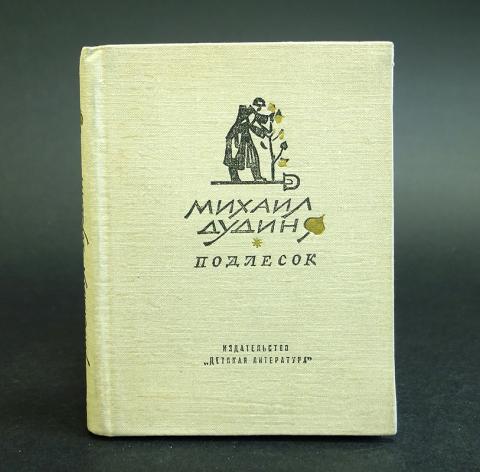 МИХАИЛ
ДУДИН
ПОДЛЕСОК
ИЗДАТЕЛЬСТВО
„ДЕТСКАЯ ЛИТЕРАТУРА"